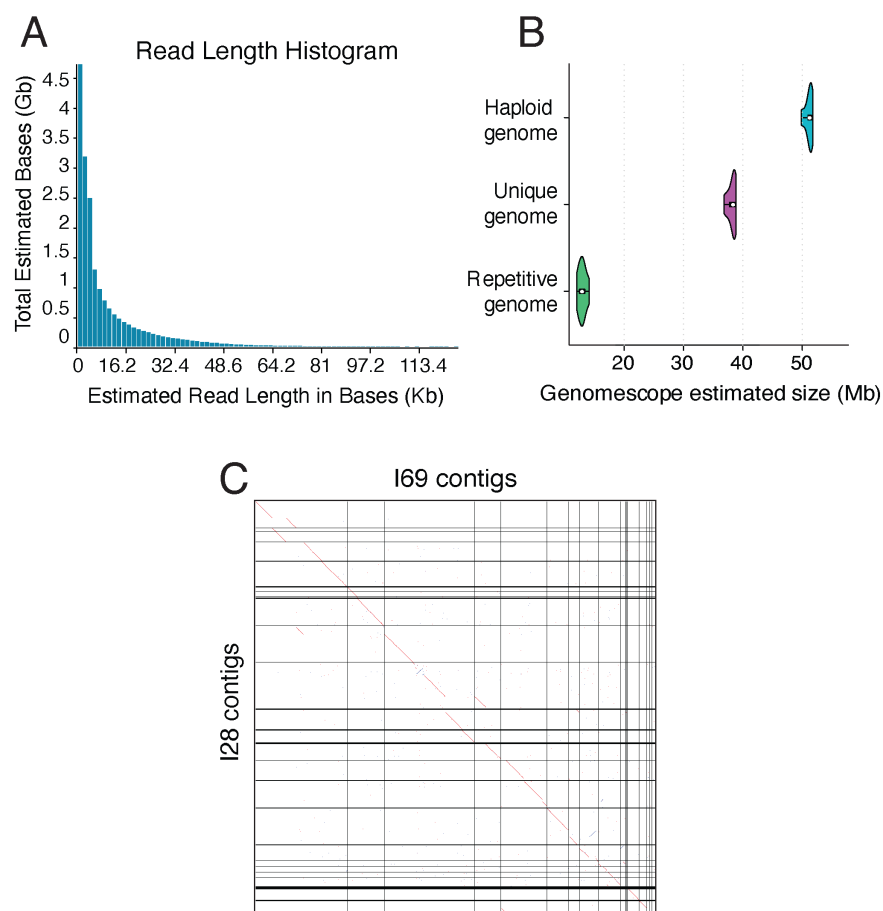 A
Read Length Histogram
Total Estimated Bases (Gb)
4.5
4
3.5
3
2.5
2
1.5
1
0.5
0
0 16.2 32.4 48.6 64.2 81 97.2 113.4
Estimated Read Length in Bases (Kb)
B
Haploid
genome
Unique
genome
Repetitive
genome
20 30 40 50
Genomescope estimated size (Mb)
C
I69 contigs
I28 contigs